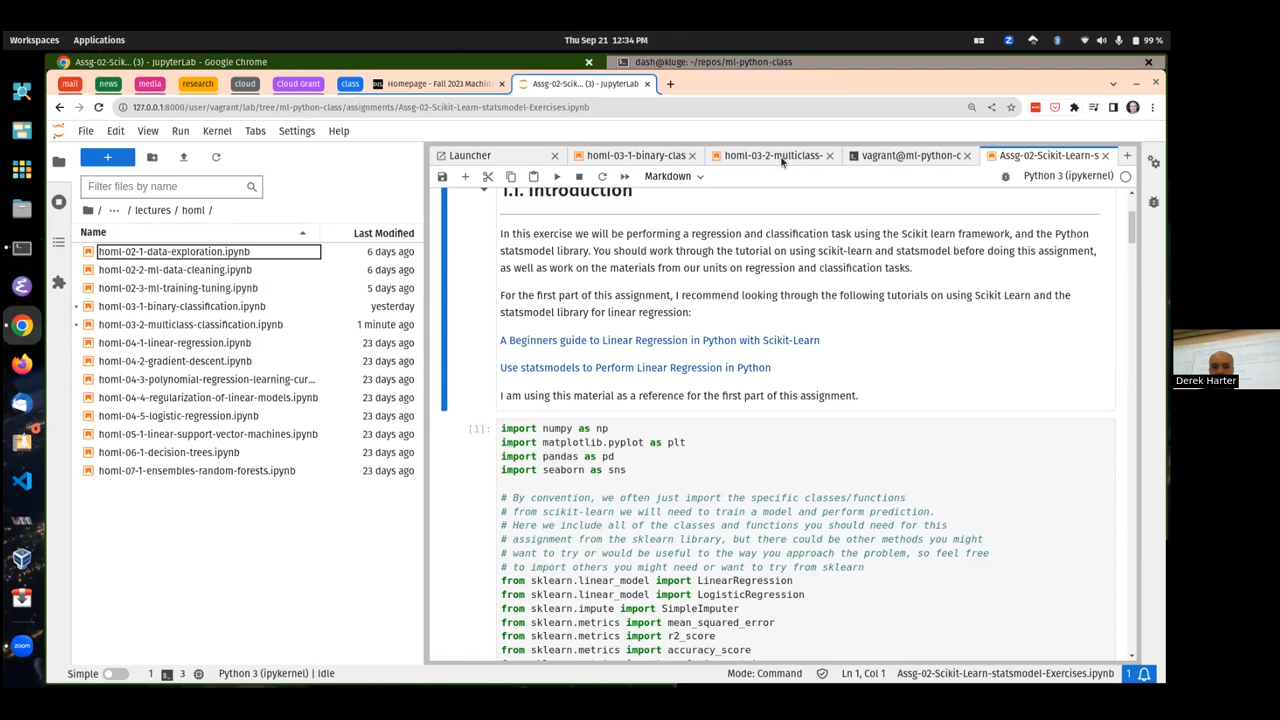 Workspaces Applications Thu Sep 21 12:34 PM 99 %
Assg-02-Scik... (3) - JupyterLab - Google Chrome dash@kluge: ~/repos/ml-python-class
mail news media research cloud Cloud Grant class Homepage - Fall 2023 Machin Assg-02-Scik... (3) - JupyterLab
127.0.0.1:8000/user/vagrant/lab/tree/ml-python-class/assignments/Assg-02-Scikit-Learn-statsmodel-Exercises.ipynb
File Edit View Run Kernel Tabs Settings Help
Launcher homl-03-1-binary-clas homl-03-2-multiclass- vagrant@ml-python-c Assg-02-Scikit-Learn-s
Markdown Python 3 (ipykernel)
Filter files by name
/ ... / lectures / homl /
Name Last Modified
homl-02-1-data-exploration.ipynb 6 days ago
homl-02-2-ml-data-cleaning.ipynb 6 days ago
homl-02-3-ml-training-tuning.ipynb 5 days ago
homl-03-1-binary-classification.ipynb yesterday
homl-03-2-multiclass-classification.ipynb 1 minute ago
homl-04-1-linear-regression.ipynb 23 days ago
homl-04-2-gradient-descent.ipynb 23 days ago
homl-04-3-polynomial-regression-learning-cur... 23 days ago
homl-04-4-regularization-of-linear-models.ipynb 23 days ago
homl-04-5-logistic-regression.ipynb 23 days ago
homl-05-1-linear-support-vector-machines.ipynb 23 days ago
homl-06-1-decision-trees.ipynb 23 days ago
homl-07-1-ensembles-random-forests.ipynb 23 days ago
1.1. Introduction
In this exercise we will be performing a regression and classification task using the Scikit learn framework, and the Python
statsmodel library. You should work through the tutorial on using scikit-learn and statsmodel before doing this assignment,
as well as work on the materials from our units on regression and classification tasks.
For the first part of this assignment, I recommend looking through the following tutorials on using Scikit Learn and the
statsmodel library for linear regression:
A Beginners guide to Linear Regression in Python with Scikit-Learn
Use statsmodels to Perform Linear Regression in Python
I am using this material as a reference for the first part of this assignment.
[1]: import numpy as np
import matplotlib.pyplot as plt
import pandas as pd
import seaborn as sns
# By convention, we often just import the specific classes/functions
# from scikit-learn we will need to train a model and perform prediction.
# Here we include all of the classes and functions you should need for this
# assignment from the sklearn library, but there could be other methods you might
# want to try or would be useful to the way you approach the problem, so feel free
# to import others you might need or want to try from sklearn
from sklearn.linear_model import LinearRegression
from sklearn.linear_model import LogisticRegression
from sklearn.impute import SimpleImputer
from sklearn.metrics import mean_squared_error
from sklearn.metrics import r2_score
from sklearn.metrics import accuracy_score
Derek Harter
zoom
Simple 1 3 Python 3 (ipykernel) | Idle Mode: Command Ln 1, Col 1 Assg-02-Scikit-Learn-statsmodel-Exercises.ipynb 1